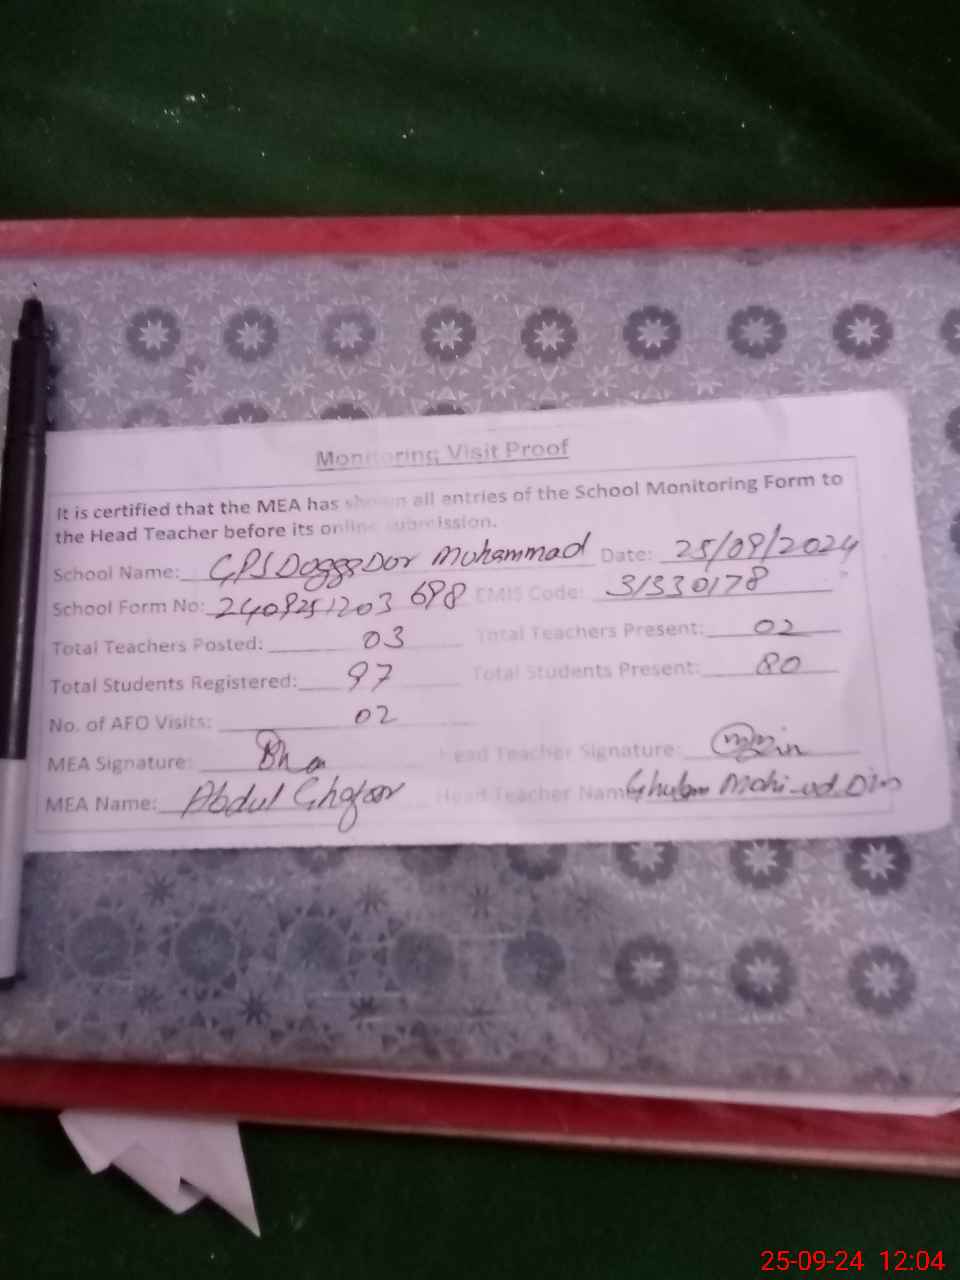 Monitoring Visit Proof
It is certified that the MEA has shown all entries of the School Monitoring Form to
the Head Teacher before its online submission.
School Name: GPS Dogga Dor Mohammad Date: 25/09/2024
School Form No: 2409251203 698 EMIS Code: 31330178
Total Teachers Posted: 03 Total Teachers Present: 02
Total Students Registered: 97 Total Students Present: 80
No. of AEO Visits: 02
MEA Signature: Head Teacher Signature:
MEA Name: Abdul Ghafoor Head Teacher Name: Ghulam Mohi-ud-Din
25-09-24 12:04